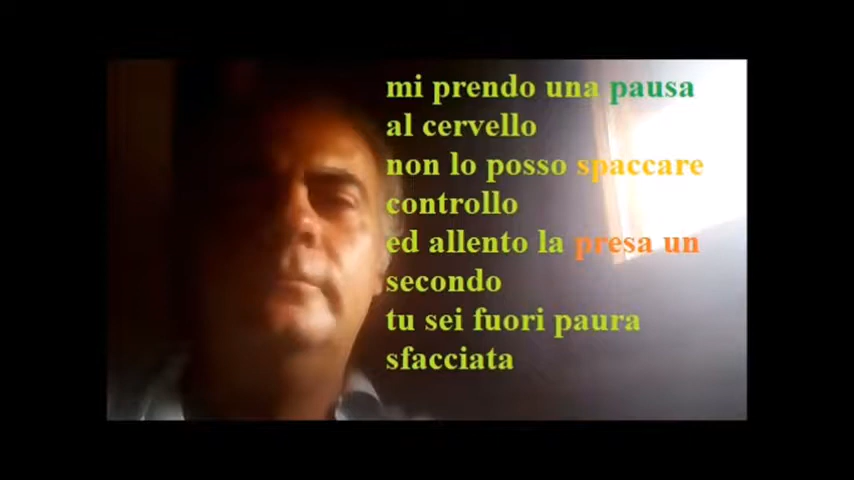 mi prendo una pausa
al cervello
non lo posso spaccare
controllo
ed allento la presa un
secondo
tu sei fuori paura
sfacciata